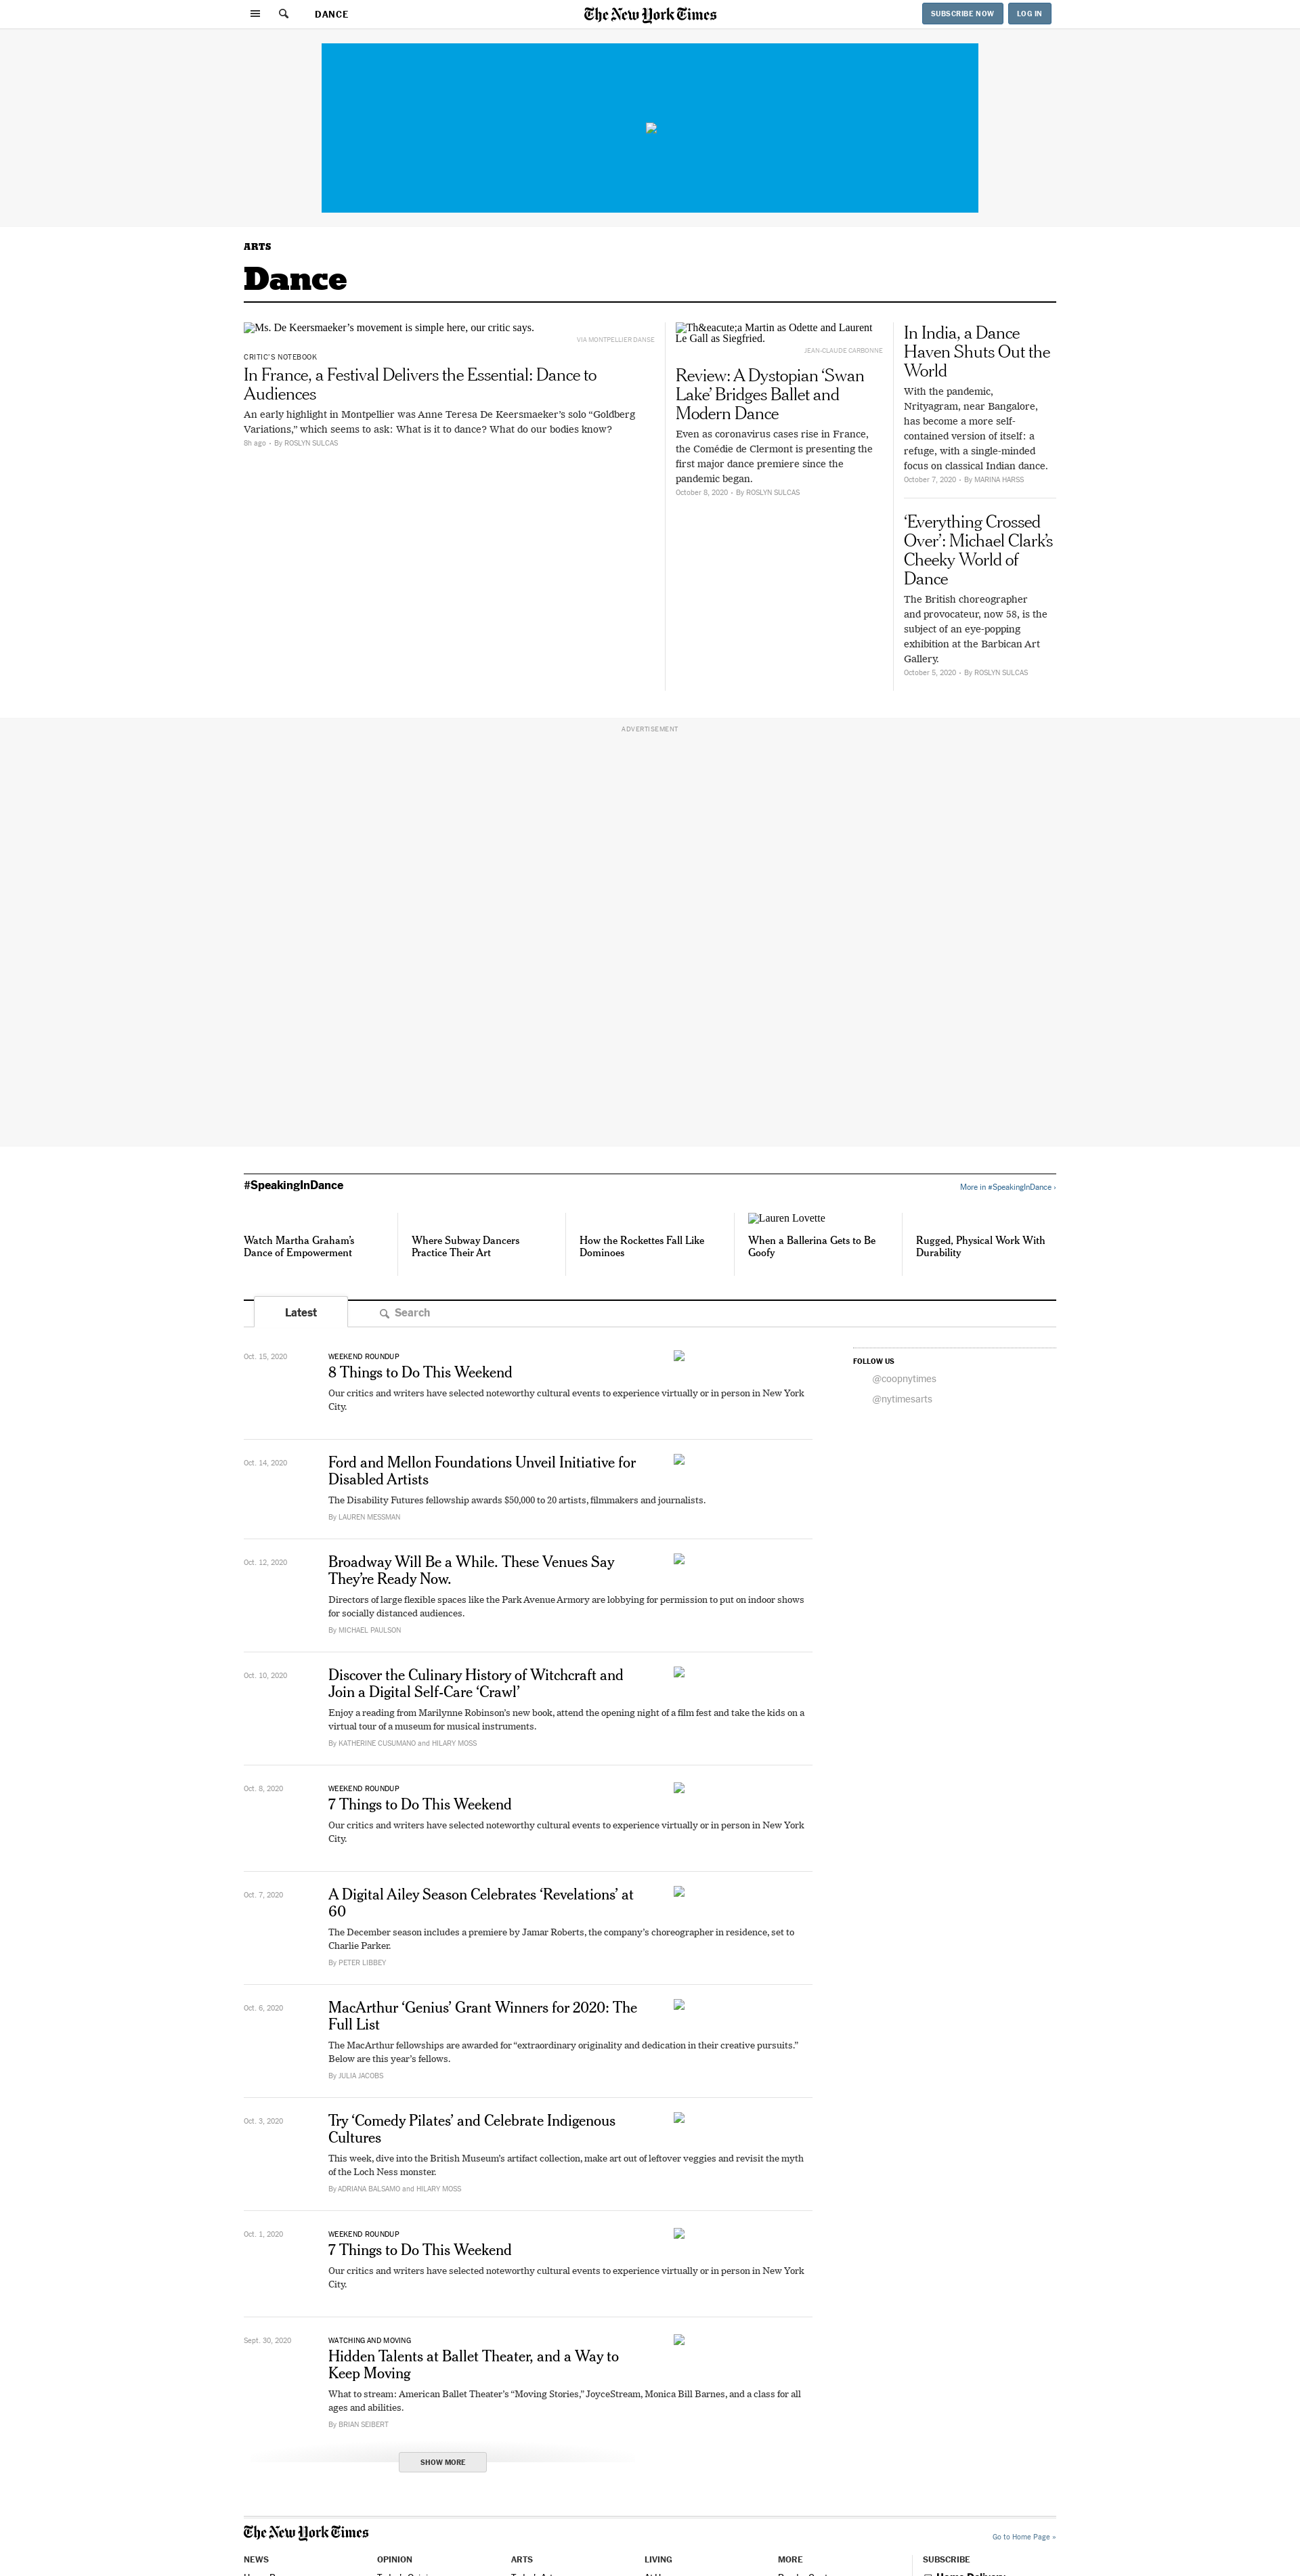 DANCE
The New York Times
SUBSCRIBE NOW
LOG IN
ARTS
Dance
Ms. De Keersmaeker’s movement is simple here, our critic says.
VIA MONTPELLIER DANSE
CRITIC’S NOTEBOOK
In France, a Festival Delivers the Essential: Dance to
Audiences
An early highlight in Montpellier was Anne Teresa De Keersmaeker’s solo “Goldberg
Variations,” which seems to ask: What is it to dance? What do our bodies know?
8h ago • By ROSLYN SULCAS
Th&eacute;a Martin as Odette and Laurent
Le Gall as Siegfried.
JEAN-CLAUDE CARBONNE
Review: A Dystopian ‘Swan
Lake’ Bridges Ballet and
Modern Dance
Even as coronavirus cases rise in France,
the Comédie de Clermont is presenting the
first major dance premiere since the
pandemic began.
October 8, 2020 • By ROSLYN SULCAS
In India, a Dance
Haven Shuts Out the
World
With the pandemic,
Nrityagram, near Bangalore,
has become a more self-
contained version of itself: a
refuge, with a single-minded
focus on classical Indian dance.
October 7, 2020 • By MARINA HARSS
‘Everything Crossed
Over’: Michael Clark’s
Cheeky World of
Dance
The British choreographer
and provocateur, now 58, is the
subject of an eye-popping
exhibition at the Barbican Art
Gallery.
October 5, 2020 • By ROSLYN SULCAS
ADVERTISEMENT
#SpeakingInDance
More in #SpeakingInDance ›
Watch Martha Graham’s
Dance of Empowerment
Where Subway Dancers
Practice Their Art
How the Rockettes Fall Like
Dominoes
Lauren Lovette
When a Ballerina Gets to Be
Goofy
Rugged, Physical Work With
Durability
Latest
Search
Oct. 15, 2020
WEEKEND ROUNDUP
8 Things to Do This Weekend
Our critics and writers have selected noteworthy cultural events to experience virtually or in person in New York
City.
FOLLOW US
@coopnytimes
@nytimesarts
Oct. 14, 2020
Ford and Mellon Foundations Unveil Initiative for
Disabled Artists
The Disability Futures fellowship awards $50,000 to 20 artists, filmmakers and journalists.
By LAUREN MESSMAN
Oct. 12, 2020
Broadway Will Be a While. These Venues Say
They’re Ready Now.
Directors of large flexible spaces like the Park Avenue Armory are lobbying for permission to put on indoor shows
for socially distanced audiences.
By MICHAEL PAULSON
Oct. 10, 2020
Discover the Culinary History of Witchcraft and
Join a Digital Self-Care ‘Crawl’
Enjoy a reading from Marilynne Robinson’s new book, attend the opening night of a film fest and take the kids on a
virtual tour of a museum for musical instruments.
By KATHERINE CUSUMANO and HILARY MOSS
Oct. 8, 2020
WEEKEND ROUNDUP
7 Things to Do This Weekend
Our critics and writers have selected noteworthy cultural events to experience virtually or in person in New York
City.
Oct. 7, 2020
A Digital Ailey Season Celebrates ‘Revelations’ at
60
The December season includes a premiere by Jamar Roberts, the company’s choreographer in residence, set to
Charlie Parker.
By PETER LIBBEY
Oct. 6, 2020
MacArthur ‘Genius’ Grant Winners for 2020: The
Full List
The MacArthur fellowships are awarded for “extraordinary originality and dedication in their creative pursuits.”
Below are this year’s fellows.
By JULIA JACOBS
Oct. 3, 2020
Try ‘Comedy Pilates’ and Celebrate Indigenous
Cultures
This week, dive into the British Museum’s artifact collection, make art out of leftover veggies and revisit the myth
of the Loch Ness monster.
By ADRIANA BALSAMO and HILARY MOSS
Oct. 1, 2020
WEEKEND ROUNDUP
7 Things to Do This Weekend
Our critics and writers have selected noteworthy cultural events to experience virtually or in person in New York
City.
Sept. 30, 2020
WATCHING AND MOVING
Hidden Talents at Ballet Theater, and a Way to
Keep Moving
What to stream: American Ballet Theater’s “Moving Stories,” JoyceStream, Monica Bill Barnes, and a class for all
ages and abilities.
By BRIAN SEIBERT
SHOW MORE
The New York Times
Go to Home Page »
NEWS
OPINION
ARTS
LIVING
MORE
SUBSCRIBE